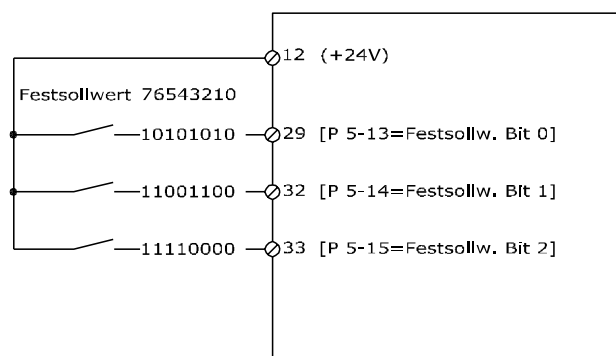 12 (+24V)
Festsollwert 76543210
10101010 29 [P 5-13=Festsollw. Bit 0]
11001100 32 [P 5-14=Festsollw. Bit 1]
11110000 33 [P 5-15=Festsollw. Bit 2]